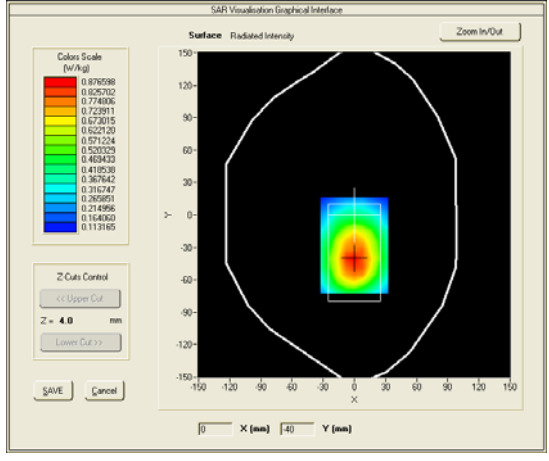 SAR Visualisation Graphical Interface
Surface Radiated Intensity
Zoom In/Out
Colors Scale
(W/kg)
0.876598
0.825702
0.774806
0.723911
0.673015
0.622120
0.571224
0.520329
0.469433
0.418538
0.367642
0.316747
0.265851
0.214956
0.164060
0.113165
150
90
60
30
0
-30
-60
-90
-120
-150
Y
-150 -120 -90 -60 -30 0 30 60 90 120 150
X
Z Cuts Control
<< Upper Cut
Z = 4.0 mm
Lower Cut >>
SAVE Cancel
0 X (mm) -40 Y (mm)